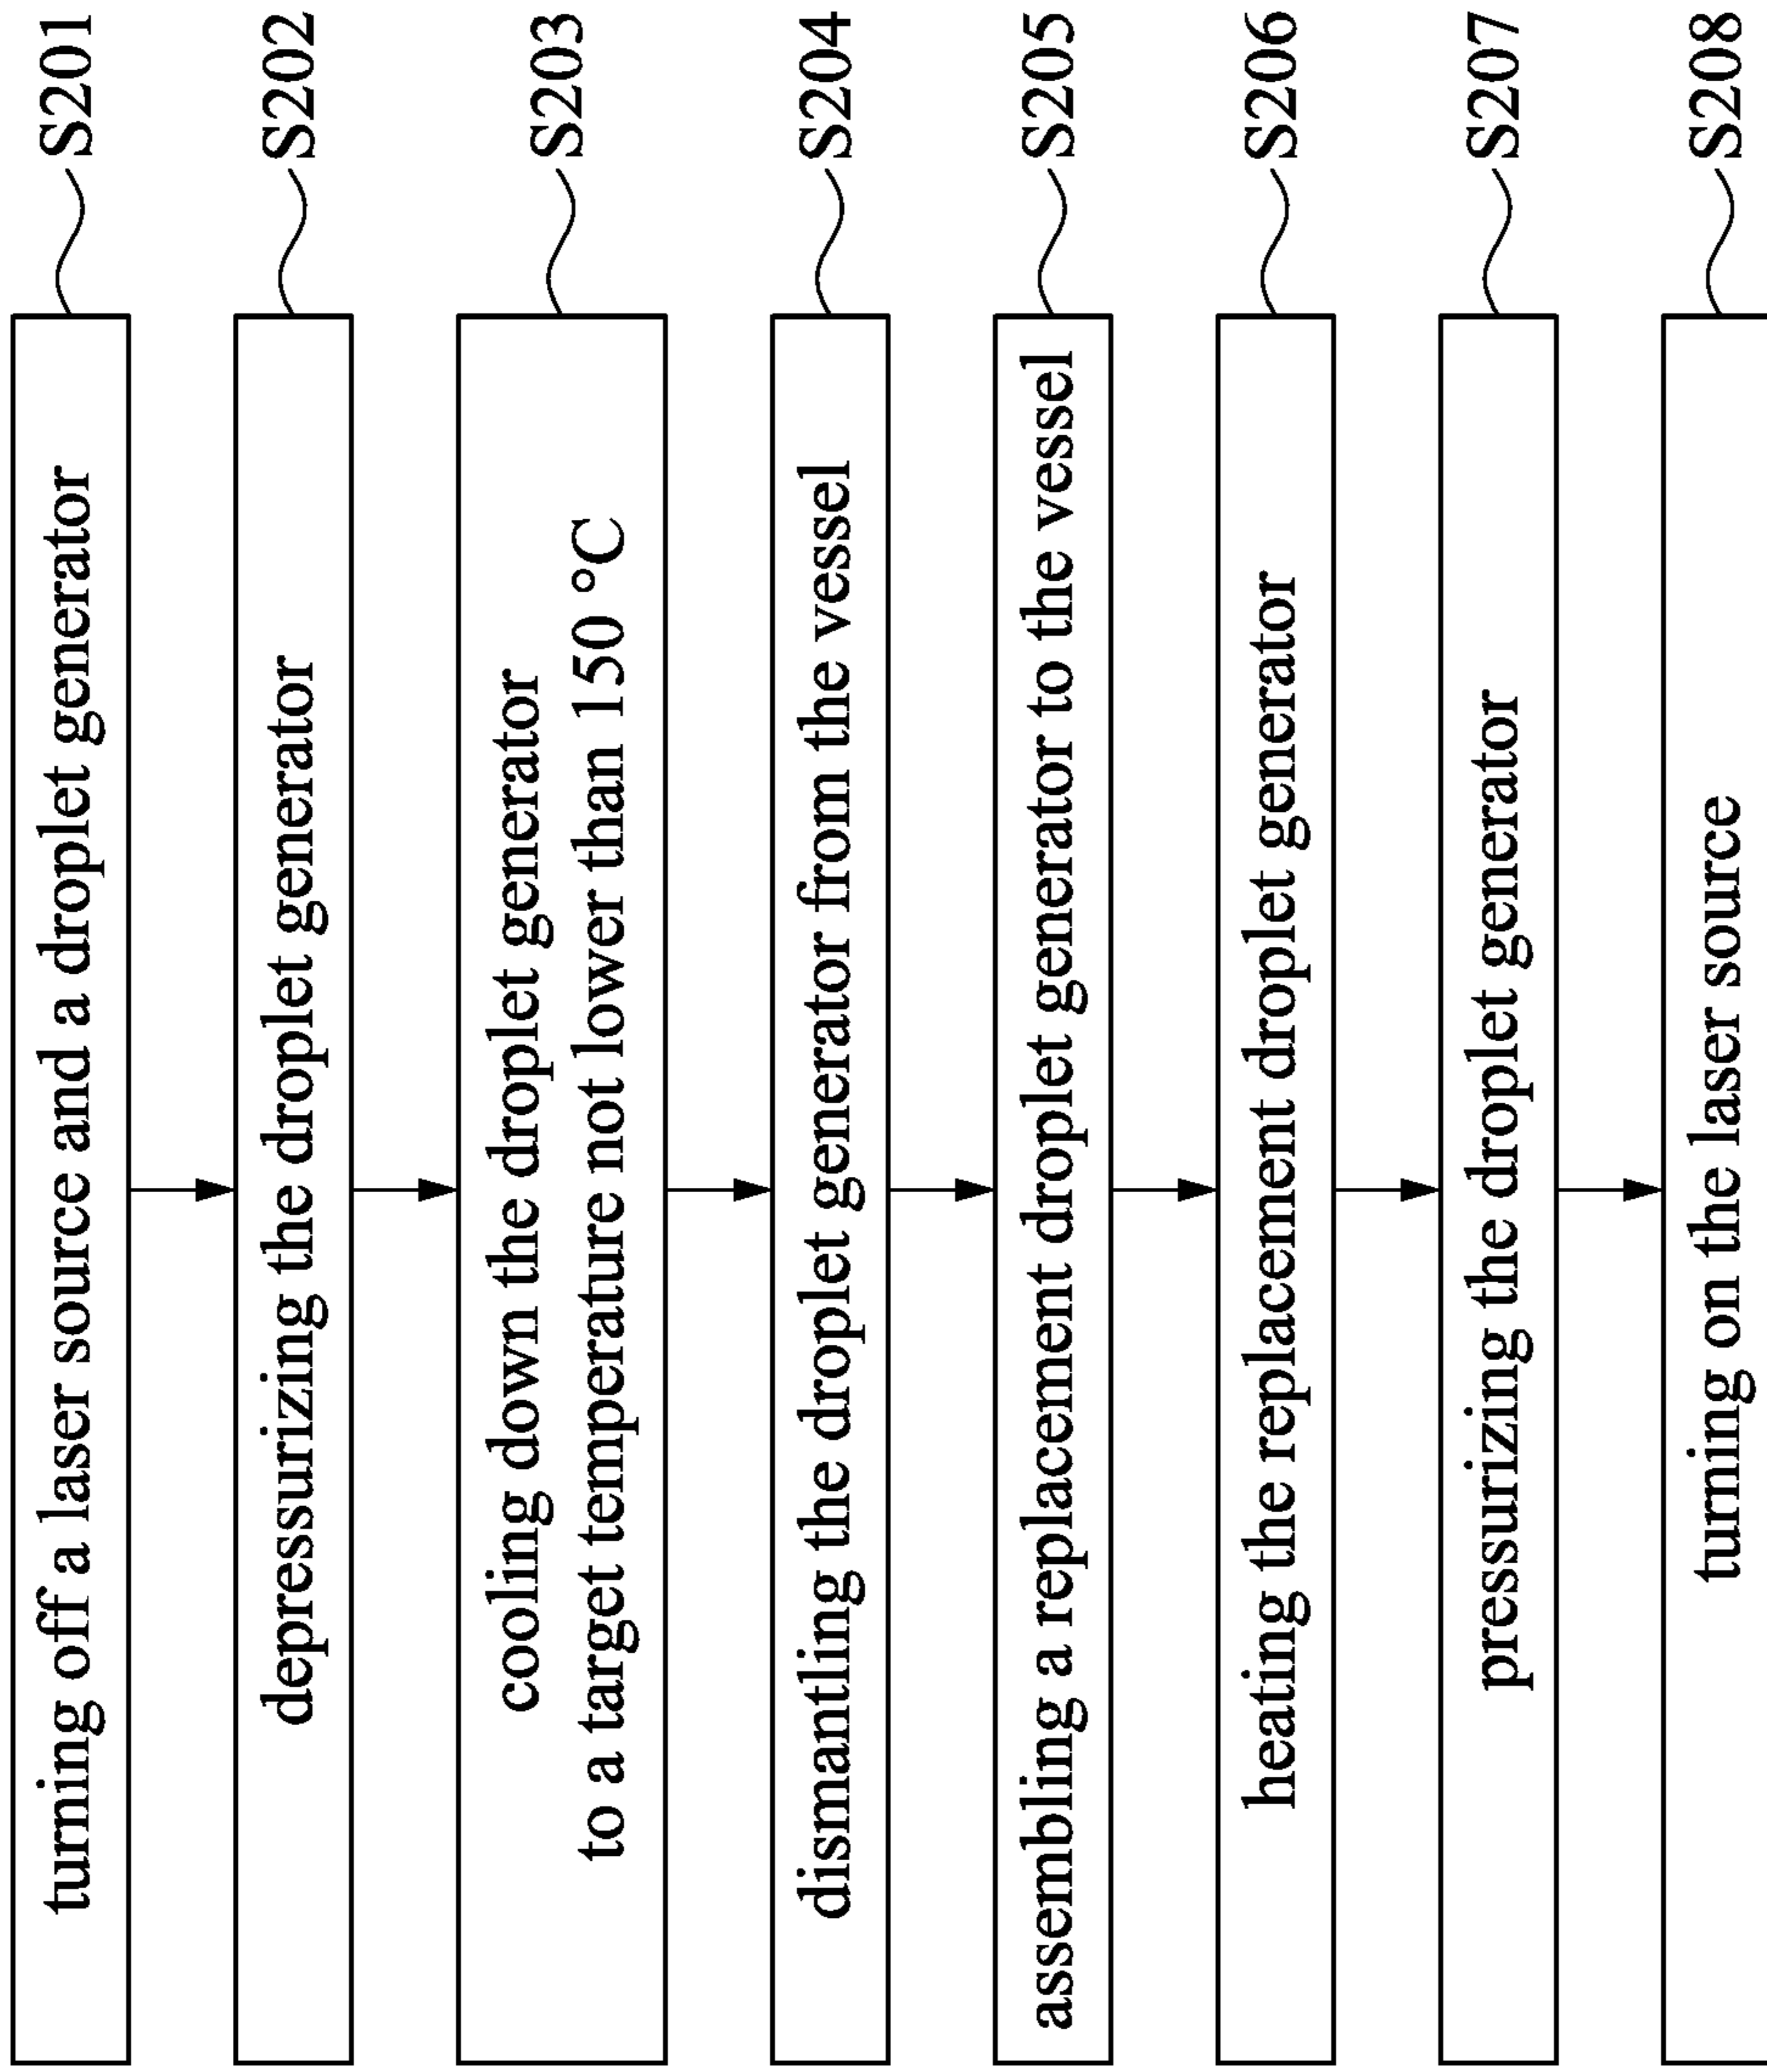 turning off a laser source and a droplet generator
S201
depressurizing the droplet generator
S202
cooling down the droplet generator
to a target temperature not lower than 150 °C
S203
dismantling the droplet generator from the vessel
S204
assembling a replacement droplet generator to the vessel
S205
heating the replacement droplet generator
S206
pressurizing the droplet generator
S207
turning on the laser source
S208